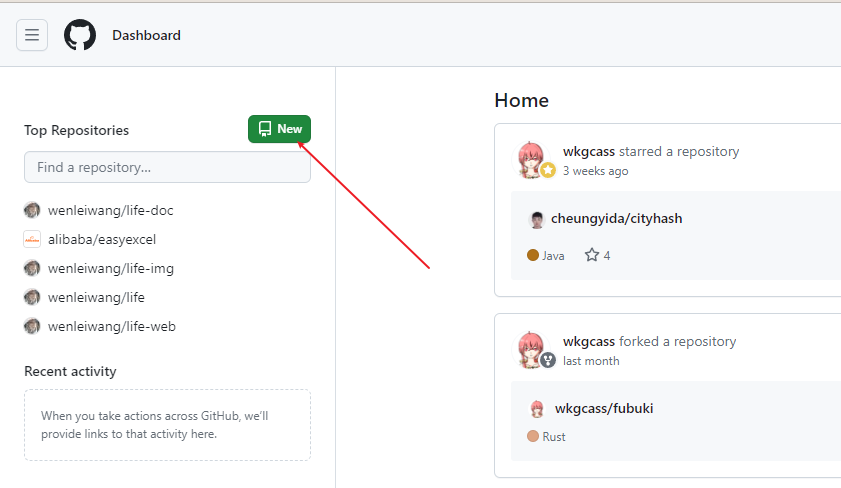 Dashboard
Top Repositories
New
Find a repository...
wenleiwang/life-doc
alibaba/easyexcel
wenleiwang/life-img
wenleiwang/life
wenleiwang/life-web
Recent activity
When you take actions across GitHub, we'll
provide links to that activity here.
Home
wkgcass starred a repository
3 weeks ago
cheungyida/cityhash
Java 4
wkgcass forked a repository
last month
wkgcass/fubuki
Rust